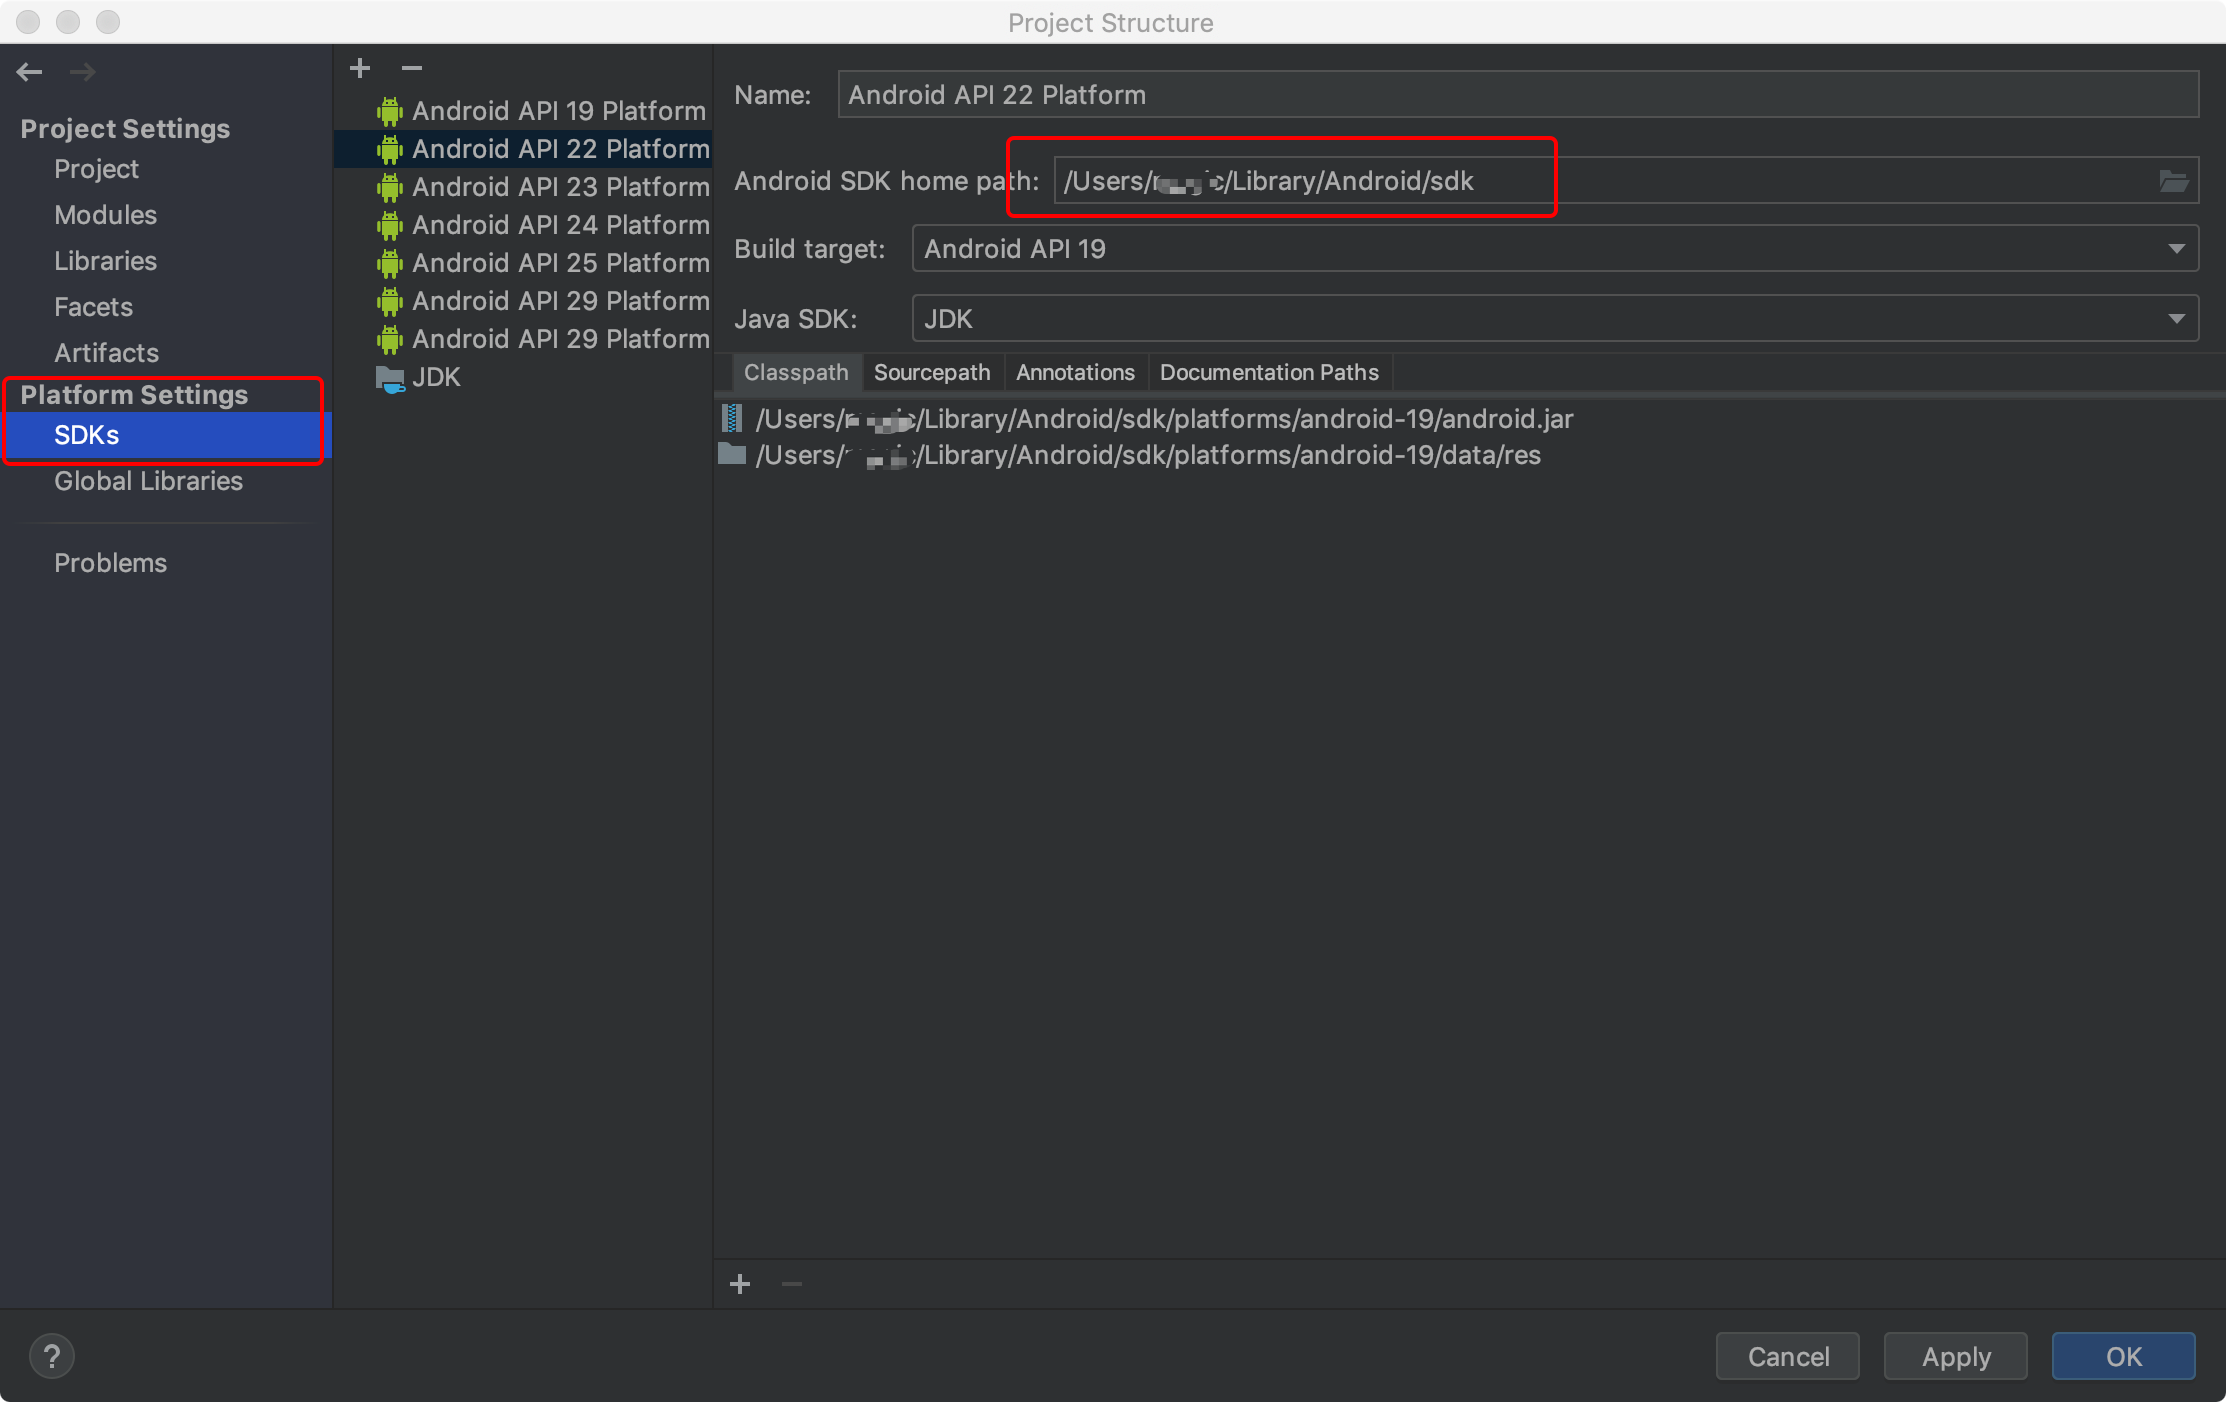 Project Structure
Project Settings
Project
Modules
Libraries
Facets
Artifacts
Platform Settings
SDKs
Global Libraries
Problems
Android API 19 Platform
Android API 22 Platform
Android API 23 Platform
Android API 24 Platform
Android API 25 Platform
Android API 29 Platform
Android API 29 Platform
JDK
Name: Android API 22 Platform
Android SDK home path: /Users/ /Library/Android/sdk
Build target: Android API 19
Java SDK: JDK
Classpath Sourcepath Annotations Documentation Paths
/Users/ /Library/Android/sdk/platforms/android-19/android.jar
/Users/ /Library/Android/sdk/platforms/android-19/data/res
?
Cancel Apply OK